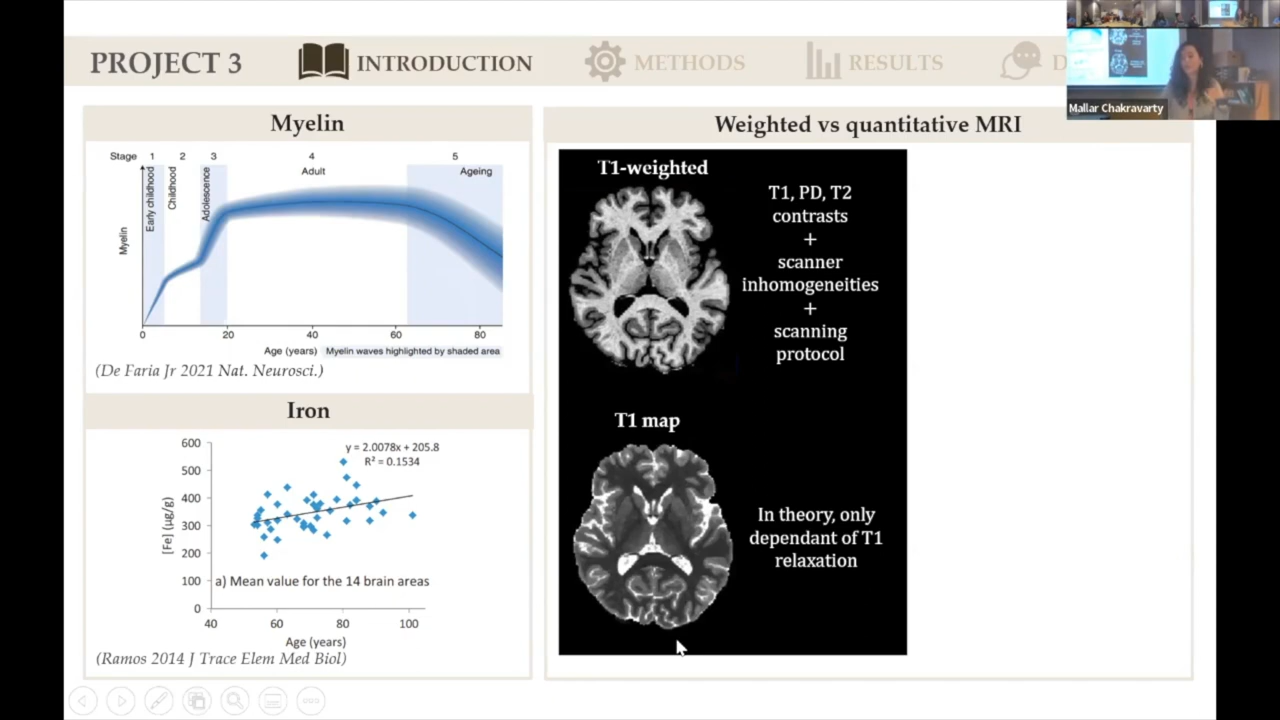 PROJECT 3
INTRODUCTION
METHODS
RESULTS
D
Mallar Chakravarty
Myelin
Stage 1 2 3 4 5
Early childhood
Childhood
Adolescence
Adult
Ageing
Myelin
0 20 40 60 80
Age (years)
Myelin waves highlighted by shaded area
(De Faria Jr 2021 Nat. Neurosci.)
Iron
600
500
400
300
200
100
0
[Fe] (µg/g)
y = 2.0078x + 205.8
R² = 0.1534
a) Mean value for the 14 brain areas
40 60 80 100
Age (years)
(Ramos 2014 J Trace Elem Med Biol)
Weighted vs quantitative MRI
T1-weighted
T1, PD, T2
contrasts
+
scanner
inhomogeneities
+
scanning
protocol
T1 map
In theory, only
dependant of T1
relaxation